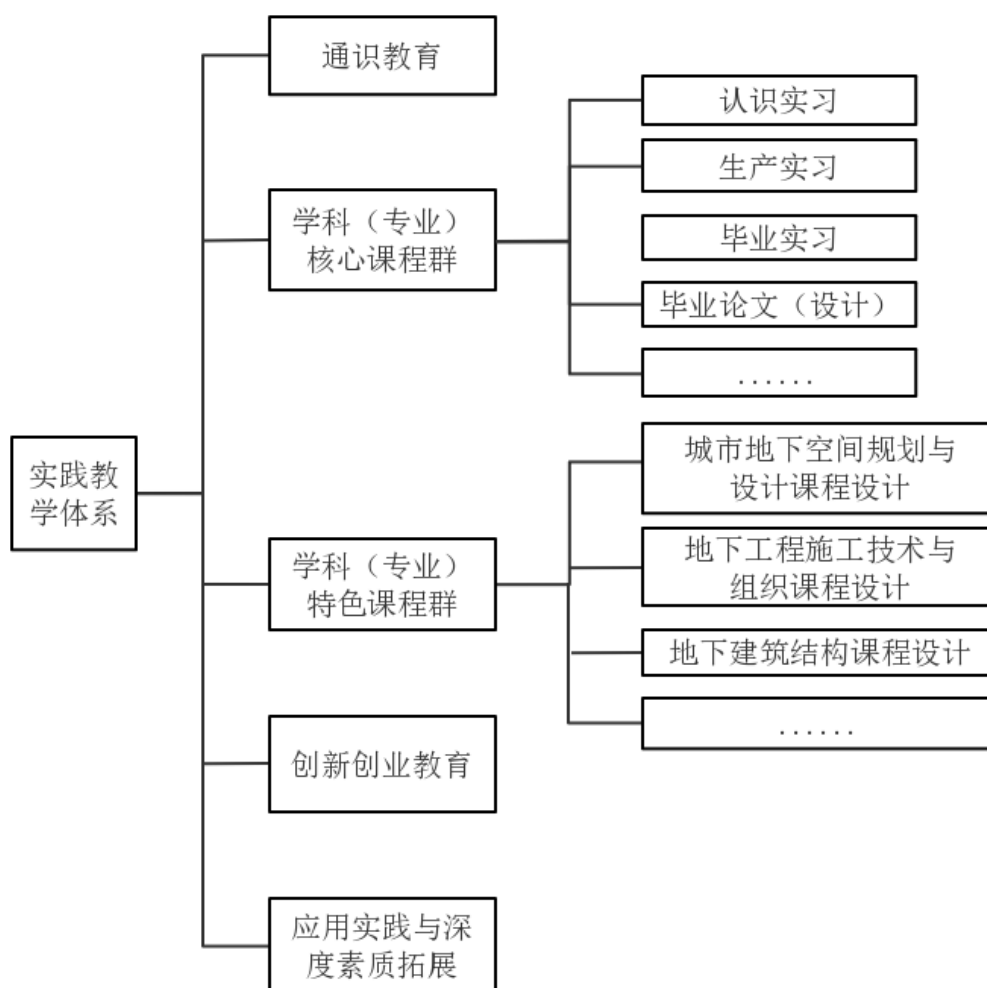 通识教育
认识实习
生产实习
学科（专业）
核心课程群
毕业实习
毕业论文（设计）
......
实践教
学体系
城市地下空间规划与
设计课程设计
地下工程施工技术与
组织课程设计
学科（专业）
特色课程群
地下建筑结构课程设计
......
创新创业教育
应用实践与深
度素质拓展